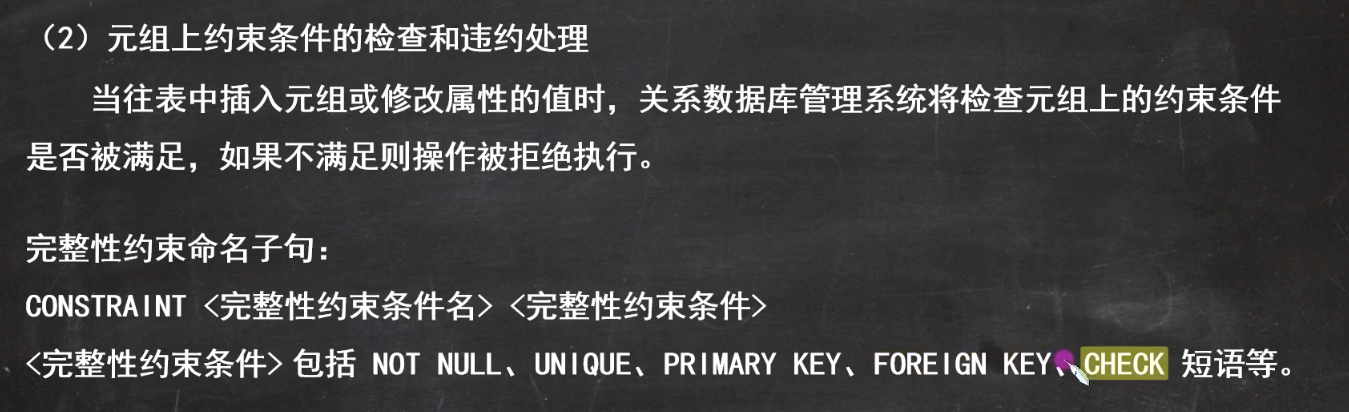 （2）元组上约束条件的检查和违约处理
当往表中插入元组或修改属性的值时，关系数据库管理系统将检查元组上的约束条件
是否被满足，如果不满足则操作被拒绝执行。
完整性约束命名子句：
CONSTRAINT <完整性约束条件名> <完整性约束条件>
<完整性约束条件>包括 NOT NULL、UNIQUE、PRIMARY KEY、FOREIGN KEY、CHECK 短语等。